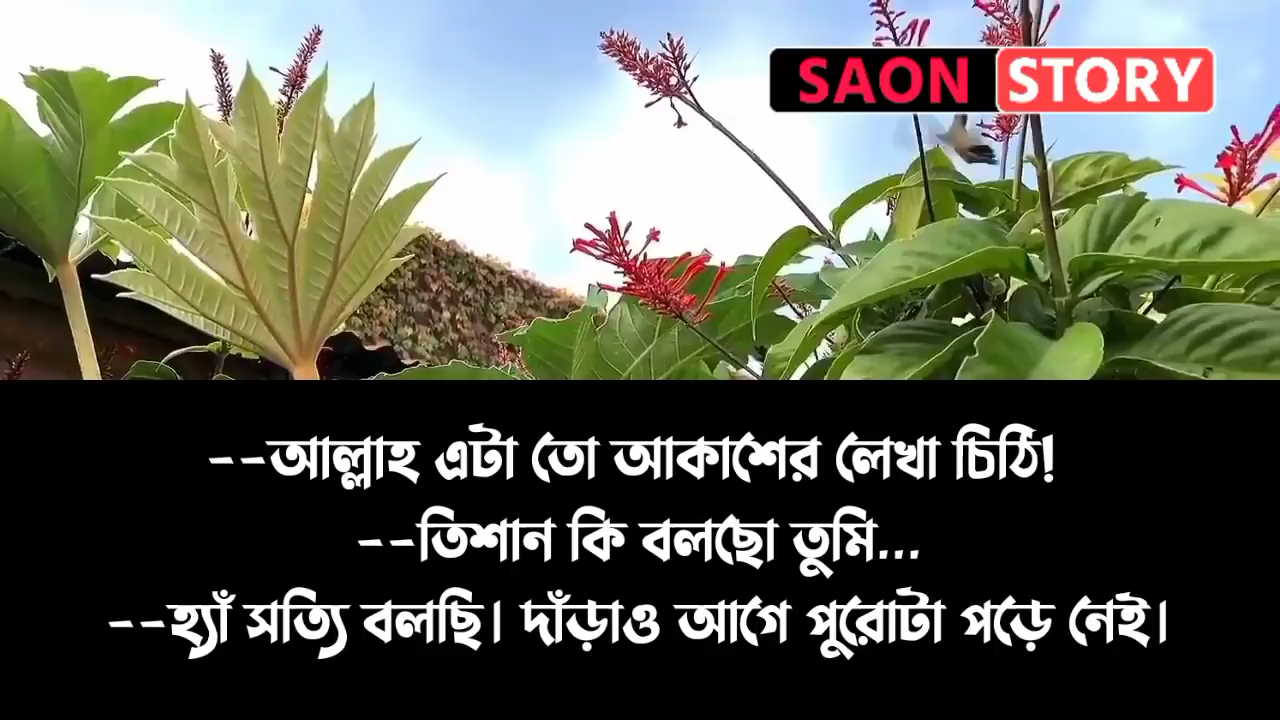 SAON STORY
--আল্লাহ এটা তো আকাশের লেখা চিঠি!
--তিশান কি বলছো তুমি...
--হ্যাঁ সত্যি বলছি। দাঁড়াও আগে পুরোটা পড়ে নেই।